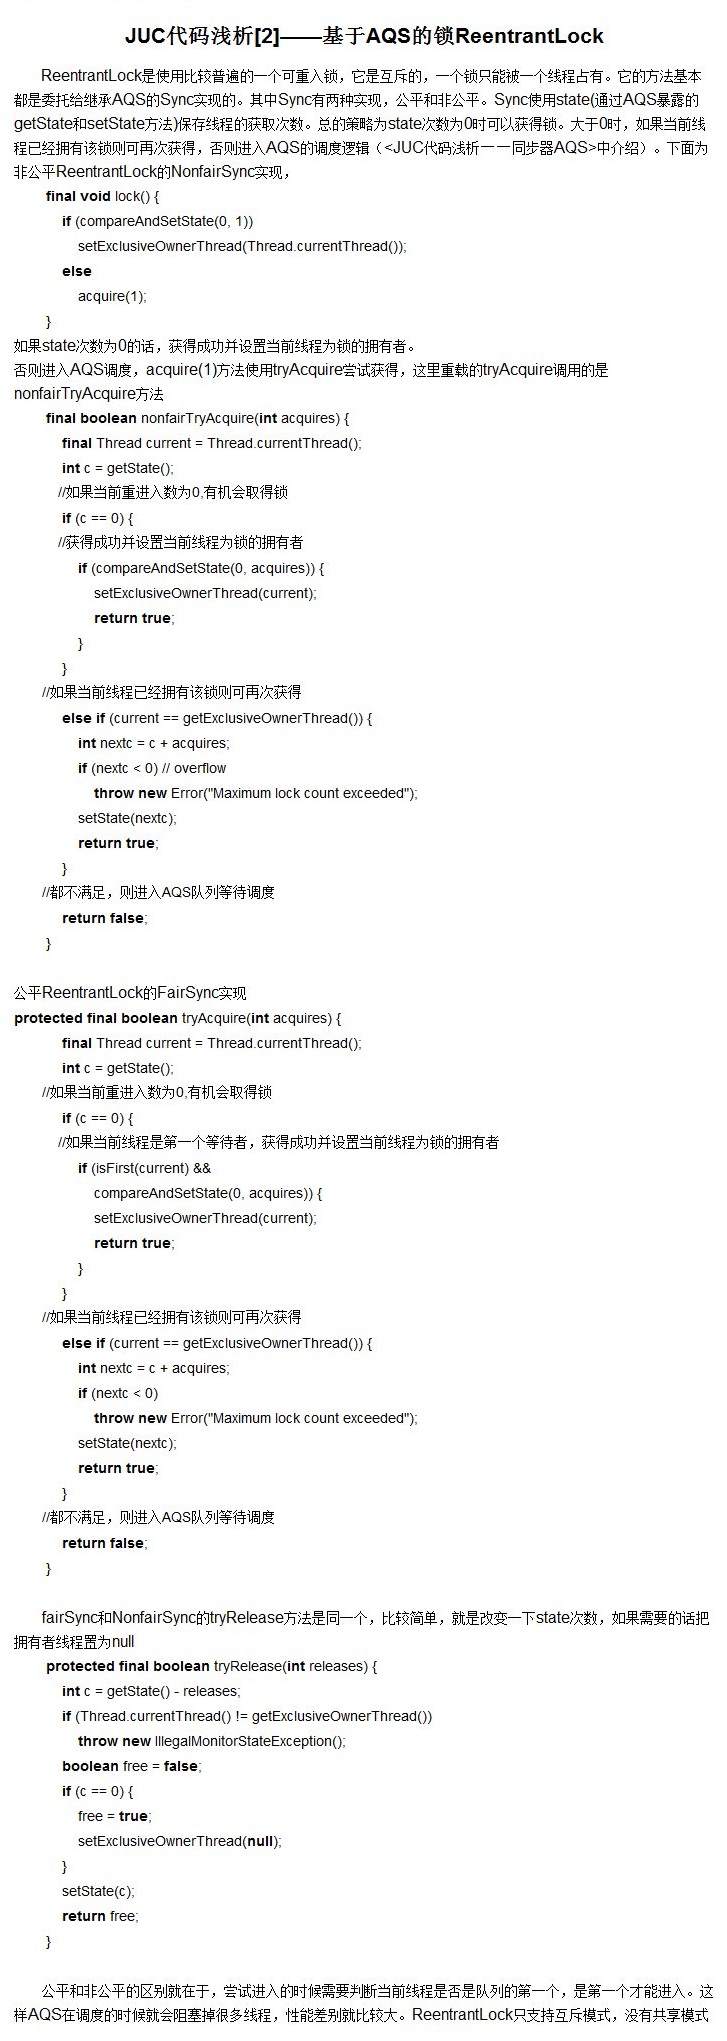 JUC代码浅析[2]——基于AQS的锁ReentrantLock
ReentrantLock是使用比较普遍的一个可重入锁，它是互斥的，一个锁只能被一个线程占有。它的方法基本
都是委托给继承AQS的Sync实现的。其中Sync有两种实现，公平和非公平。Sync使用state(通过AQS暴露的
getState和setState方法)保存线程的获取次数。总的策略为state次数为0时可以获得锁。大于0时，如果当前线
程已经拥有该锁则可再次获得，否则进入AQS的调度逻辑（<JUC代码浅析——同步器AQS>中介绍）。下面为
非公平ReentrantLock的NonfairSync实现，
final void lock() {
if (compareAndSetState(0, 1))
setExclusiveOwnerThread(Thread.currentThread());
else
acquire(1);
}
如果state次数为0的话，获得成功并设置当前线程为锁的拥有者。
否则进入AQS调度，acquire(1)方法使用tryAcquire尝试获得，这里重载的tryAcquire调用的是
nonfairTryAcquire方法
final boolean nonfairTryAcquire(int acquires) {
final Thread current = Thread.currentThread();
int c = getState();
//如果当前重进入数为0,有机会取得锁
if (c == 0) {
//获得成功并设置当前线程为锁的拥有者
if (compareAndSetState(0, acquires)) {
setExclusiveOwnerThread(current);
return true;
}
}
//如果当前线程已经拥有该锁则可再次获得
else if (current == getExclusiveOwnerThread()) {
int nextc = c + acquires;
if (nextc < 0) // overflow
throw new Error("Maximum lock count exceeded");
setState(nextc);
return true;
}
//都不满足，则进入AQS队列等待调度
return false;
}
公平ReentrantLock的FairSync实现
protected final boolean tryAcquire(int acquires) {
final Thread current = Thread.currentThread();
int c = getState();
//如果当前重进入数为0,有机会取得锁
if (c == 0) {
//如果当前线程是第一个等待者，获得成功并设置当前线程为锁的拥有者
if (isFirst(current) &&
compareAndSetState(0, acquires)) {
setExclusiveOwnerThread(current);
return true;
}
}
//如果当前线程已经拥有该锁则可再次获得
else if (current == getExclusiveOwnerThread()) {
int nextc = c + acquires;
if (nextc < 0)
throw new Error("Maximum lock count exceeded");
setState(nextc);
return true;
}
//都不满足，则进入AQS队列等待调度
return false;
}
fairSync和NonfairSync的tryRelease方法是同一个，比较简单，就是改变一下state次数，如果需要的话把
拥有者线程置为null
protected final boolean tryRelease(int releases) {
int c = getState() - releases;
if (Thread.currentThread() != getExclusiveOwnerThread())
throw new IllegalMonitorStateException();
boolean free = false;
if (c == 0) {
free = true;
setExclusiveOwnerThread(null);
}
setState(c);
return free;
}
公平和非公平的区别就在于，尝试进入的时候需要判断当前线程是否是队列的第一个，是第一个才能进入。这
样AQS在调度的时候就会阻塞掉很多线程，性能差别就比较大。ReentrantLock只支持互斥模式，没有共享模式